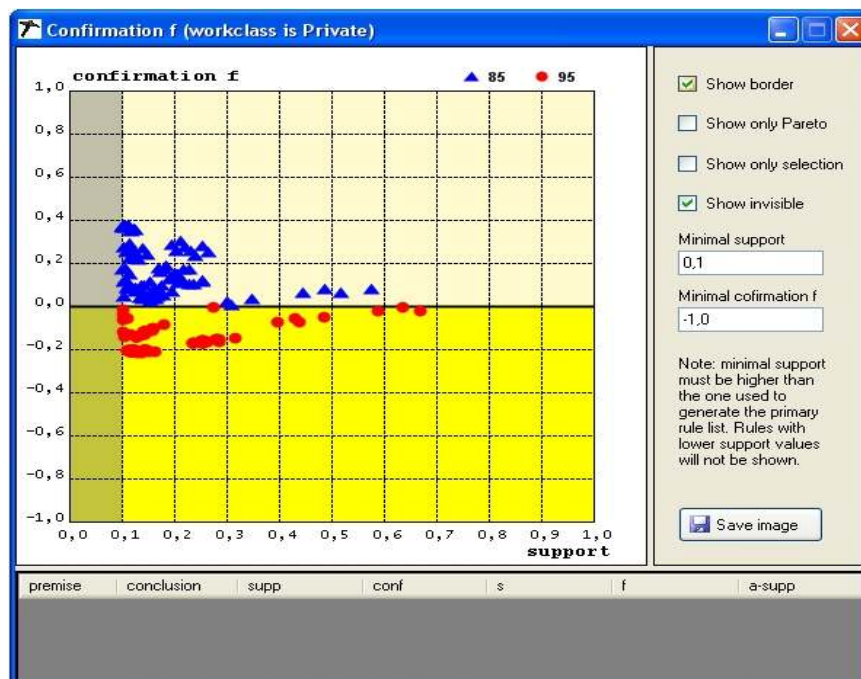 Confirmation f (workclass is Private)
confirmation f
85
95
1,0
0,8
0,6
0,4
0,2
0,0
-0,2
-0,4
-0,6
-0,8
-1,0
0,0 0,1 0,2 0,3 0,4 0,5 0,6 0,7 0,8 0,9 1,0
support
Show border
Show only Pareto
Show only selection
Show invisible
Minimal support
0,1
Minimal cofirmation f
-1,0
Note: minimal support
must be higher than
the one used to
generate the primary
rule list. Rules with
lower support values
will not be shown.
Save image
premise conclusion supp conf s f a-supp